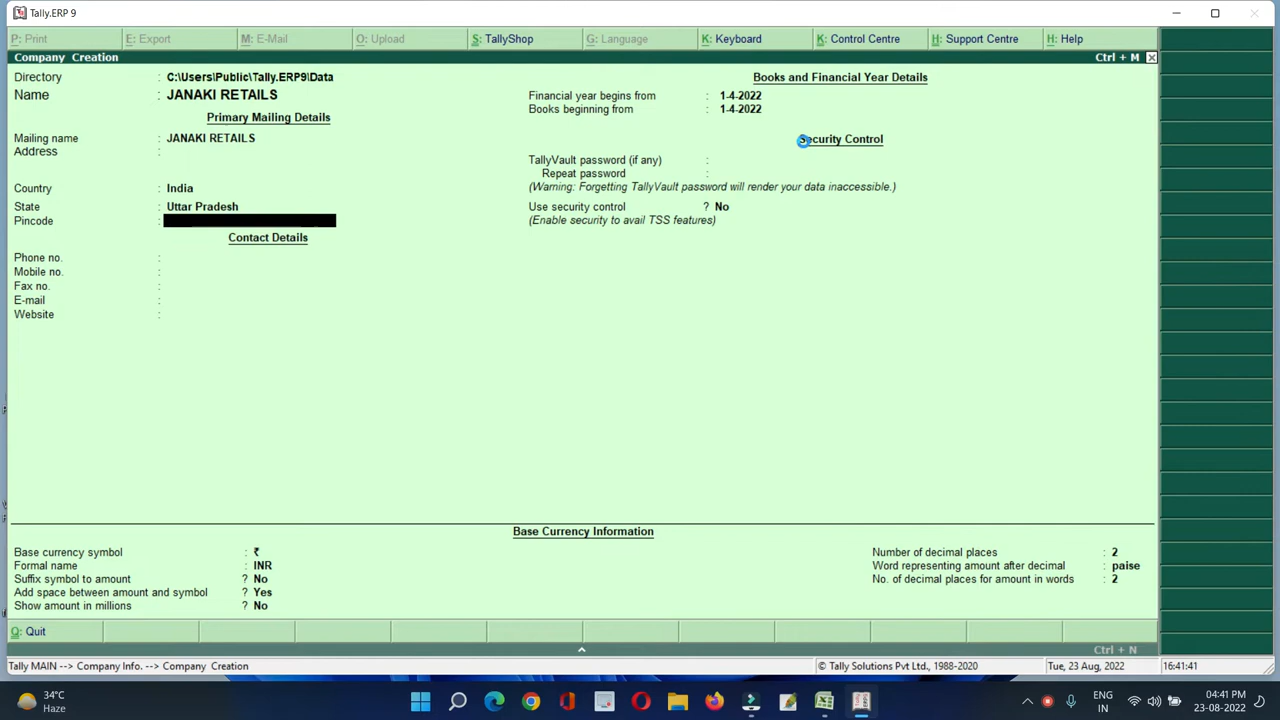 Tally.ERP 9
P: Print
E: Export
M: E-Mail
O: Upload
S: TallyShop
G: Language
K: Keyboard
K: Control Centre
H: Support Centre
H: Help
Company Creation
Ctrl + M
Directory : C:\Users\Public\Tally.ERP9\Data
Name : JANAKI RETAILS
Primary Mailing Details
Mailing name : JANAKI RETAILS
Address :
Country : India
State : Uttar Pradesh
Pincode :
Contact Details
Phone no. :
Mobile no. :
Fax no. :
E-mail :
Website :
Books and Financial Year Details
Financial year begins from : 1-4-2022
Books beginning from : 1-4-2022
Security Control
TallyVault password (if any) :
Repeat password :
(Warning: Forgetting TallyVault password will render your data inaccessible.)
Use security control ? No
(Enable security to avail TSS features)
Base Currency Information
Base currency symbol : ₹
Formal name : INR
Suffix symbol to amount ? No
Add space between amount and symbol ? Yes
Show amount in millions ? No
Number of decimal places : 2
Word representing amount after decimal : paise
No. of decimal places for amount in words : 2
Q: Quit
Ctrl + N
Tally MAIN --> Company Info. --> Company Creation
© Tally Solutions Pvt Ltd., 1988-2020
Tue, 23 Aug, 2022
16:41:41
34°C
Haze
ENG
IN
04:41 PM
23-08-2022